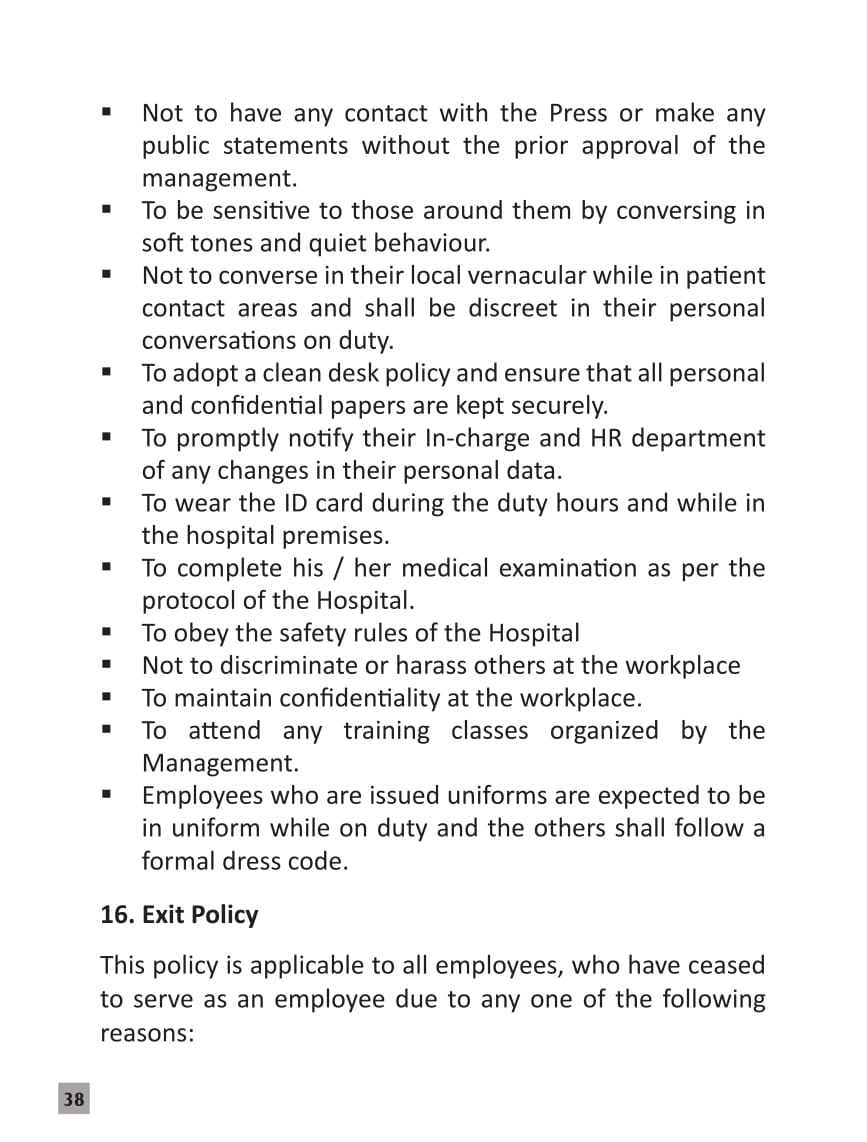 ▪ Not to have any contact with the Press or make any
public statements without the prior approval of the
management.
▪ To be sensitive to those around them by conversing in
soft tones and quiet behaviour.
▪ Not to converse in their local vernacular while in patient
contact areas and shall be discreet in their personal
conversations on duty.
▪ To adopt a clean desk policy and ensure that all personal
and confidential papers are kept securely.
▪ To promptly notify their In-charge and HR department
of any changes in their personal data.
▪ To wear the ID card during the duty hours and while in
the hospital premises.
▪ To complete his / her medical examination as per the
protocol of the Hospital.
▪ To obey the safety rules of the Hospital
▪ Not to discriminate or harass others at the workplace
▪ To maintain confidentiality at the workplace.
▪ To attend any training classes organized by the
Management.
▪ Employees who are issued uniforms are expected to be
in uniform while on duty and the others shall follow a
formal dress code.
16. Exit Policy
This policy is applicable to all employees, who have ceased
to serve as an employee due to any one of the following
reasons:
38